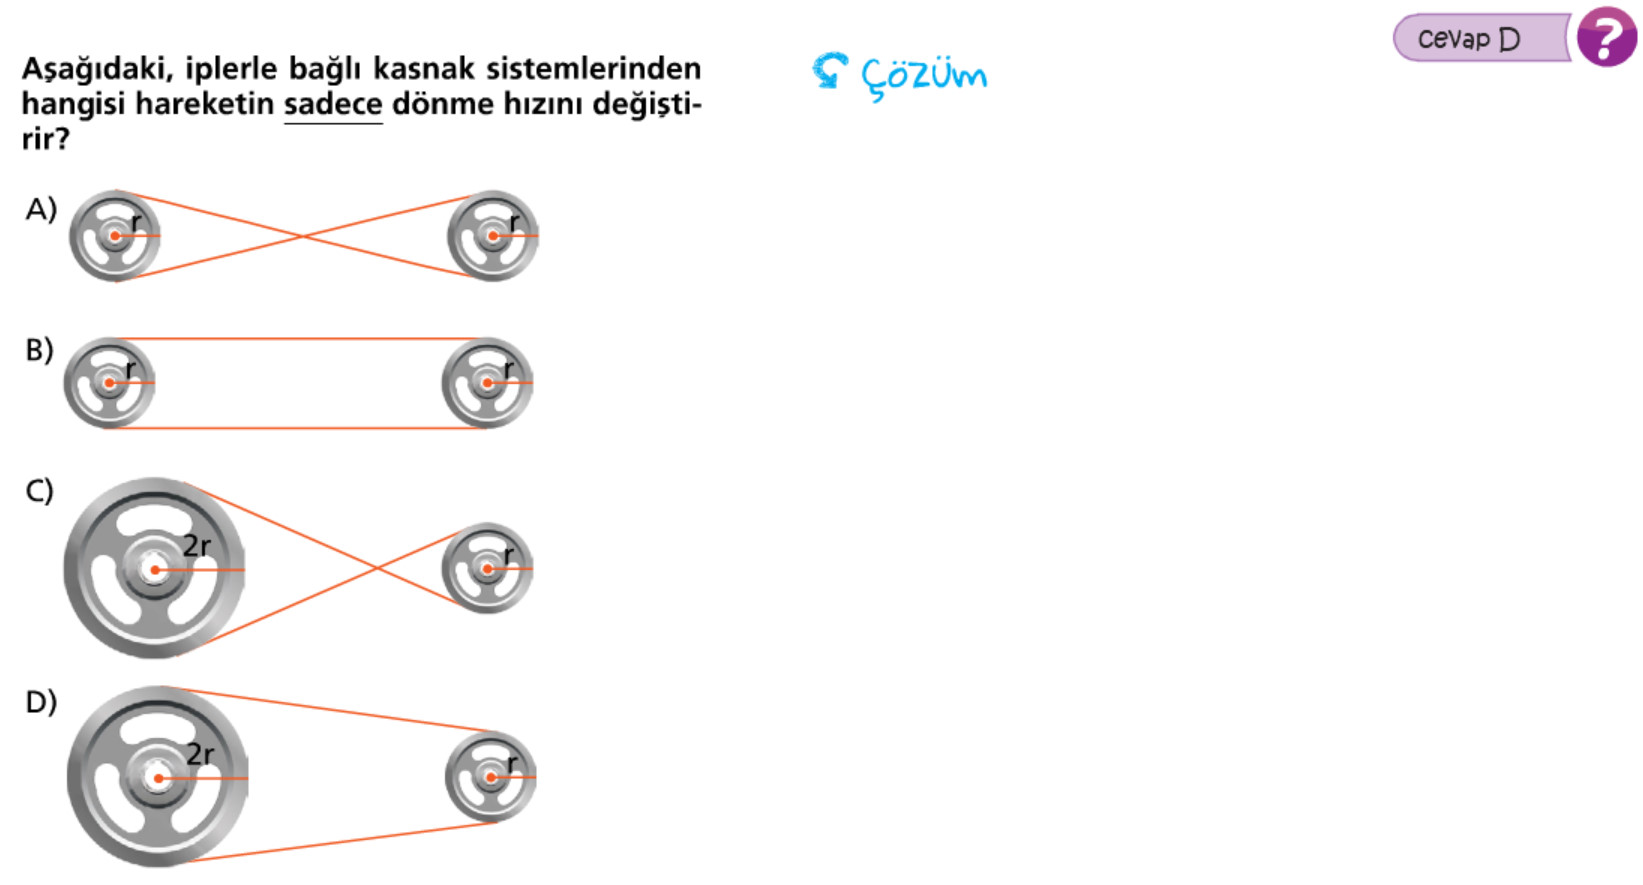 Aşağıdaki, iplerle bağlı kasnak sistemlerinden
hangisi hareketin sadece dönme hızını değişti-
rir?
A)
r
r
B)
r
r
C)
2r
r
D)
2r
r
Çözüm
Cevap D
?